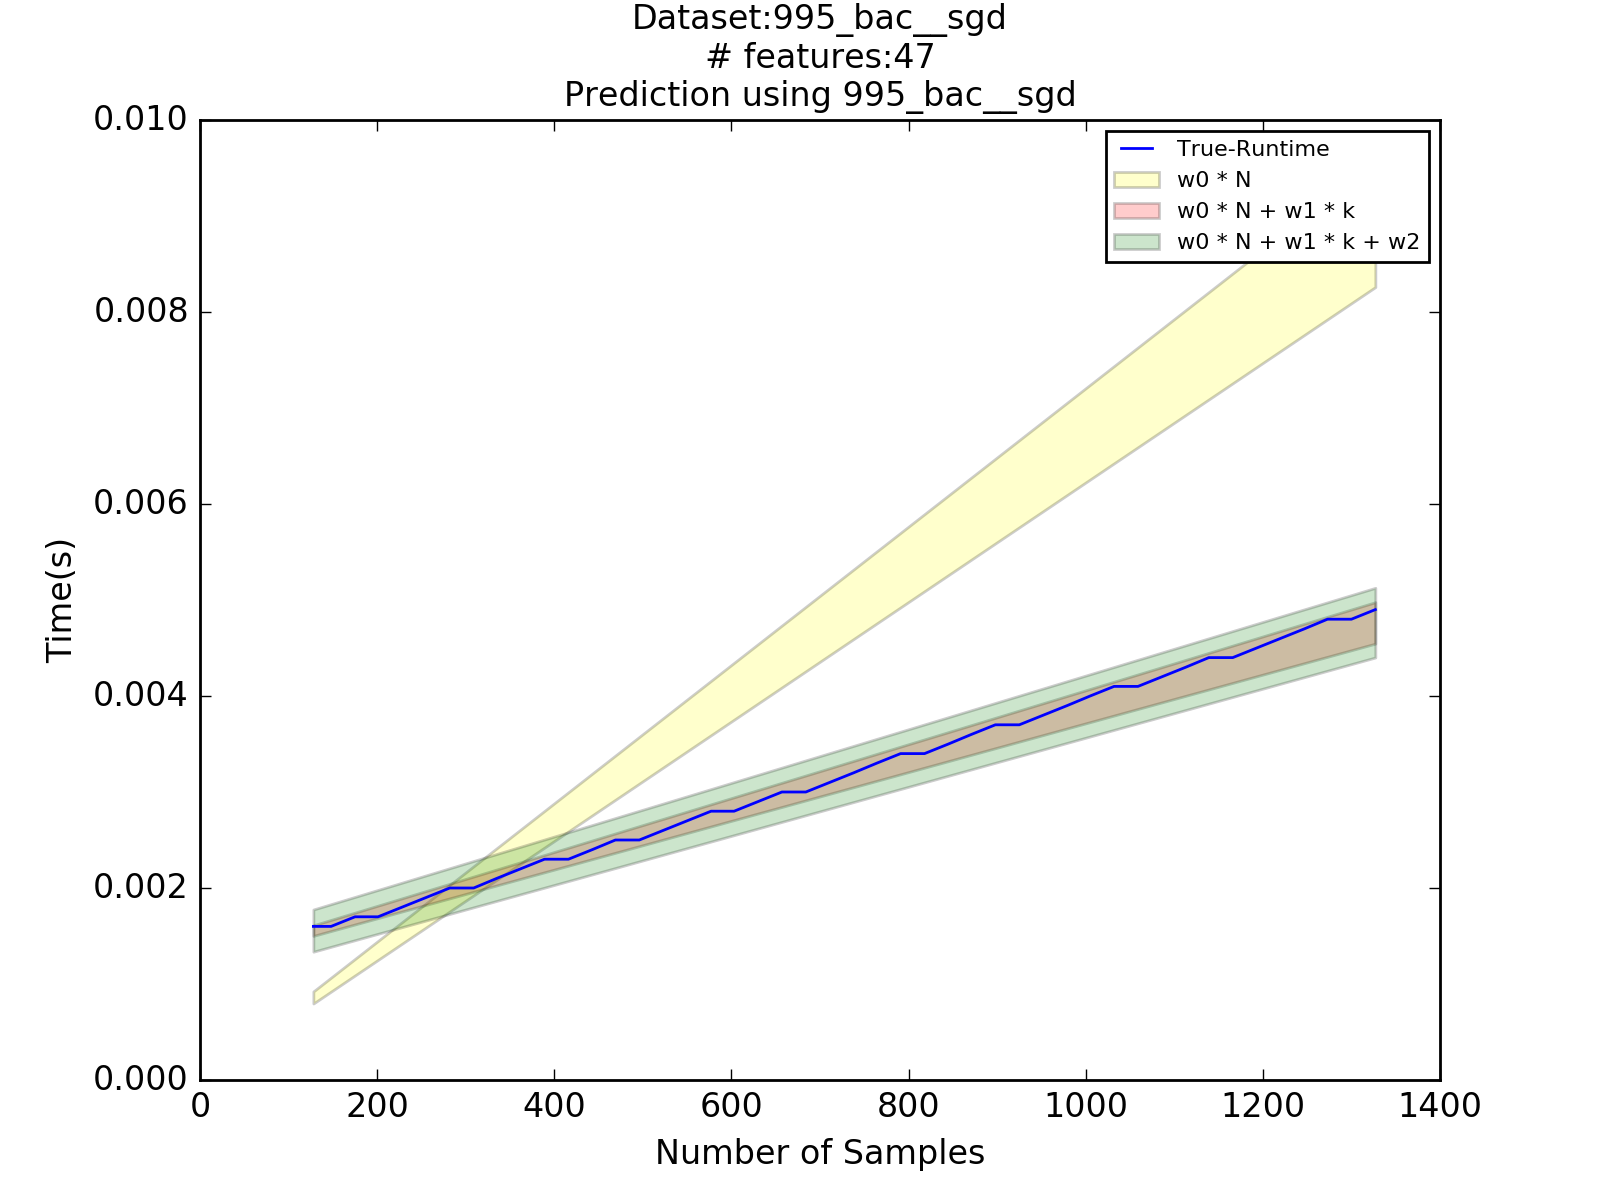 Dataset:995_bac__sgd
# features:47
Prediction using 995_bac__sgd
0.010
0.008
0.006
0.004
0.002
0.000
Time(s)
True-Runtime
w0 * N
w0 * N + w1 * k
w0 * N + w1 * k + w2
0 200 400 600 800 1000 1200 1400
Number of Samples